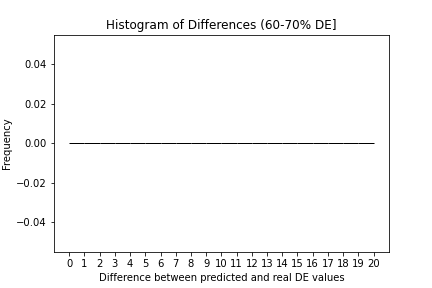 Histogram of Differences (60-70% DE]
0.04
0.02
0.00
−0.02
−0.04
Frequency
0 1 2 3 4 5 6 7 8 9 10 11 12 13 14 15 16 17 18 19 20
Difference between predicted and real DE values